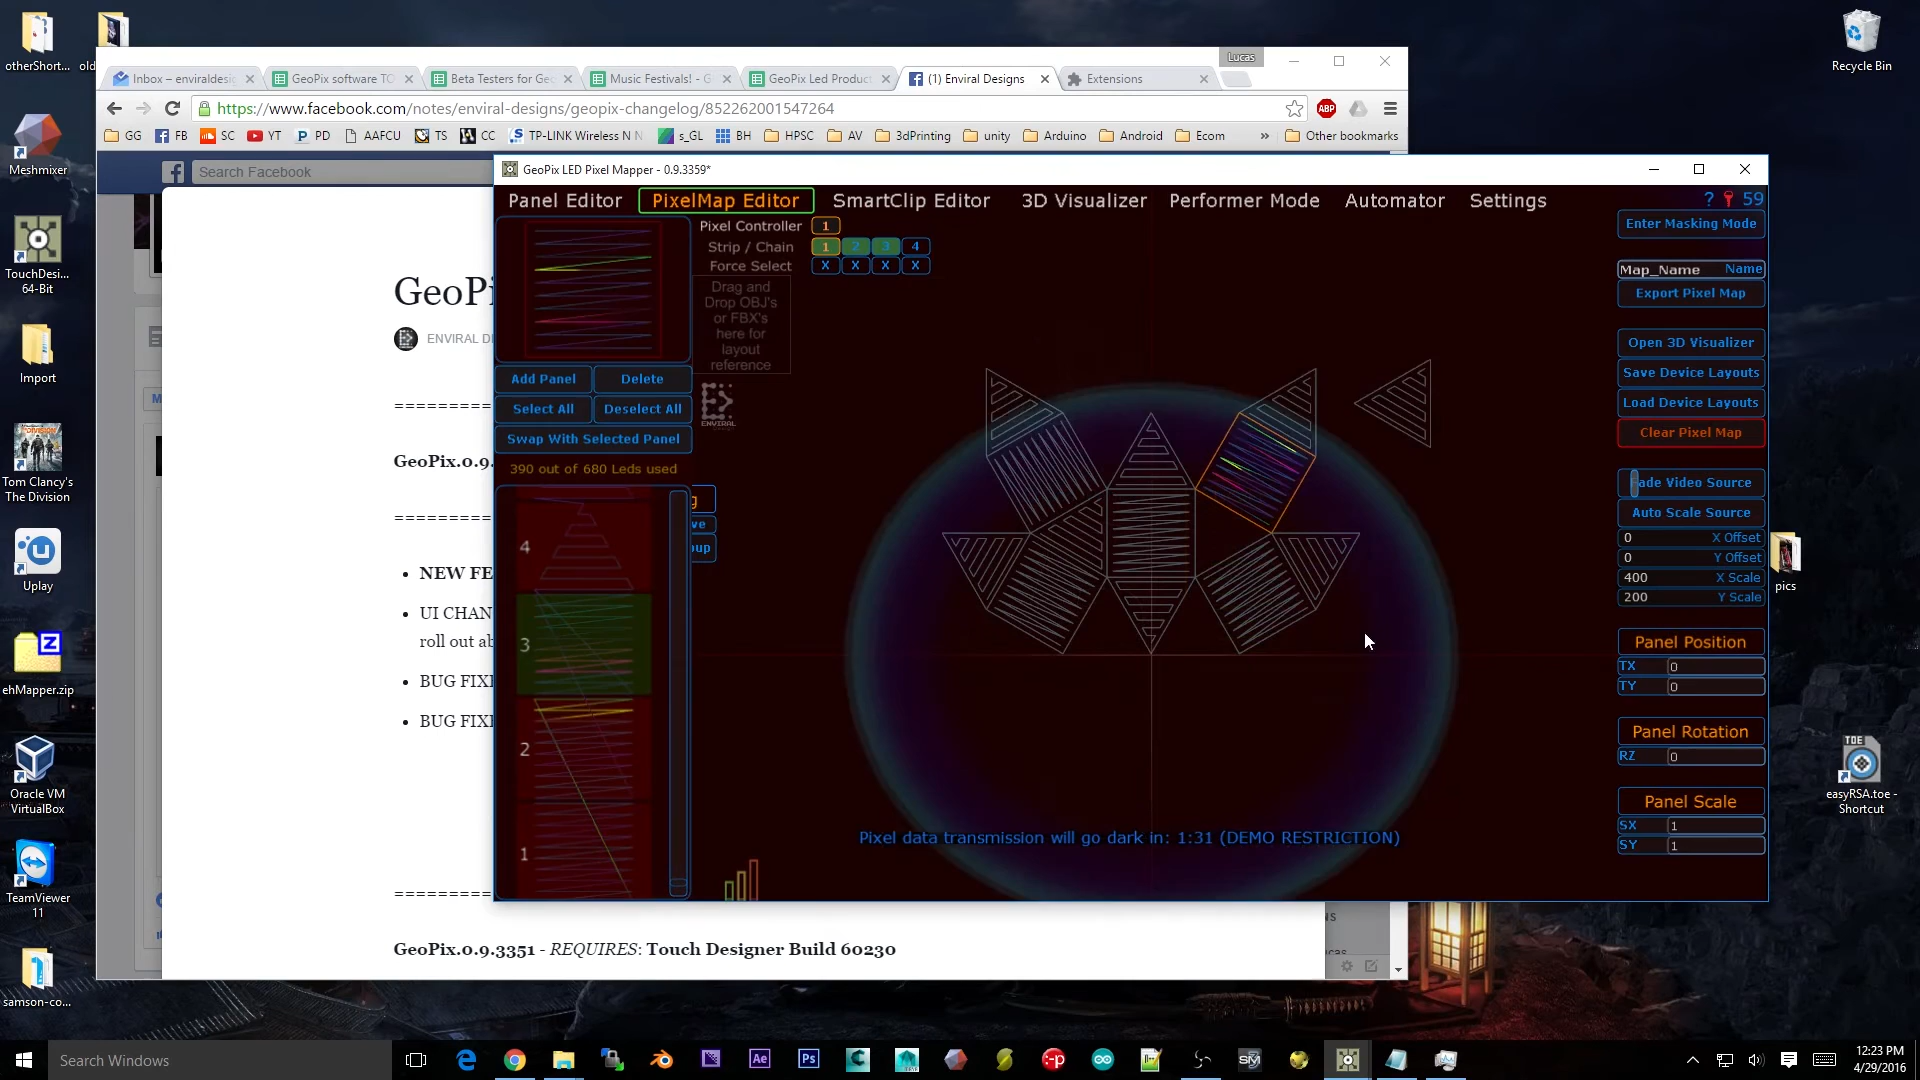 otherShort...
old
Meshmixer
TouchDesi...
64-Bit
Import
Tom Clancy's
The Division
Uplay
ehMapper.zip
Oracle VM
VirtualBox
TeamViewer
11
samson-co...
Recycle Bin
pics
easyRSA.toe -
Shortcut
Lucas
Inbox – enviraldesig
GeoPix software TO
Beta Testers for Ge
Music Festivals! - G
GeoPix Led Product
(1) Enviral Designs
Extensions
https://www.facebook.com/notes/enviral-designs/geopix-changelog/852262001547264
GG FB SC YT PD AAFCU TS CC TP-LINK Wireless N N s_GL BH HPSC AV 3dPrinting unity Arduino Android Ecom » Other bookmarks
Search Facebook
GeoPi
ENVIRAL D
==========
GeoPix.0.9.
==========
• NEW FE
• UI CHAN
roll out ab
• BUG FIX
• BUG FIX
==========
GeoPix.0.9.3351 - REQUIRES: Touch Designer Build 60230
GeoPix LED Pixel Mapper - 0.9.3359*
Panel Editor PixelMap Editor SmartClip Editor 3D Visualizer Performer Mode Automator Settings
? 59
Pixel Controller 1
Strip / Chain 1 2 3 4
Force Select X X X X
Drag and
Drop OBJ's
or FBX's
here for
layout
reference
ENVIRAL
Add Panel Delete
Select All Deselect All
Swap With Selected Panel
390 out of 680 Leds used
g
ve
oup
4
3
2
1
Enter Masking Mode
Map_Name Name
Export Pixel Map
Open 3D Visualizer
Save Device Layouts
Load Device Layouts
Clear Pixel Map
ade Video Source
Auto Scale Source
0 X Offset
0 Y Offset
400 X Scale
200 Y Scale
Panel Position
TX 0
TY 0
Panel Rotation
RZ 0
Panel Scale
SX 1
SY 1
Pixel data transmission will go dark in: 1:31 (DEMO RESTRICTION)
Search Windows
12:23 PM
4/29/2016